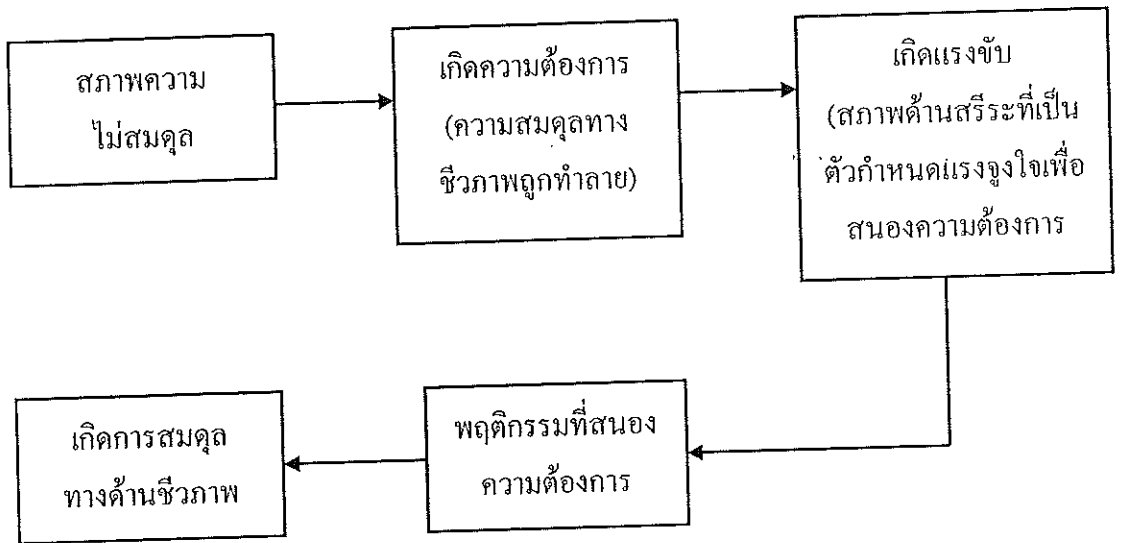 สภาพความ
ไม่สมดุล
เกิดความต้องการ
(ความสมดุลทาง
ชีวภาพถูกทำลาย)
เกิดแรงขับ
(สภาพด้านสรีระที่เป็น
ตัวกำหนดแรงจูงใจเพื่อ
สนองความต้องการ
พฤติกรรมที่สนอง
ความต้องการ
เกิดการสมดุล
ทางด้านชีวภาพ